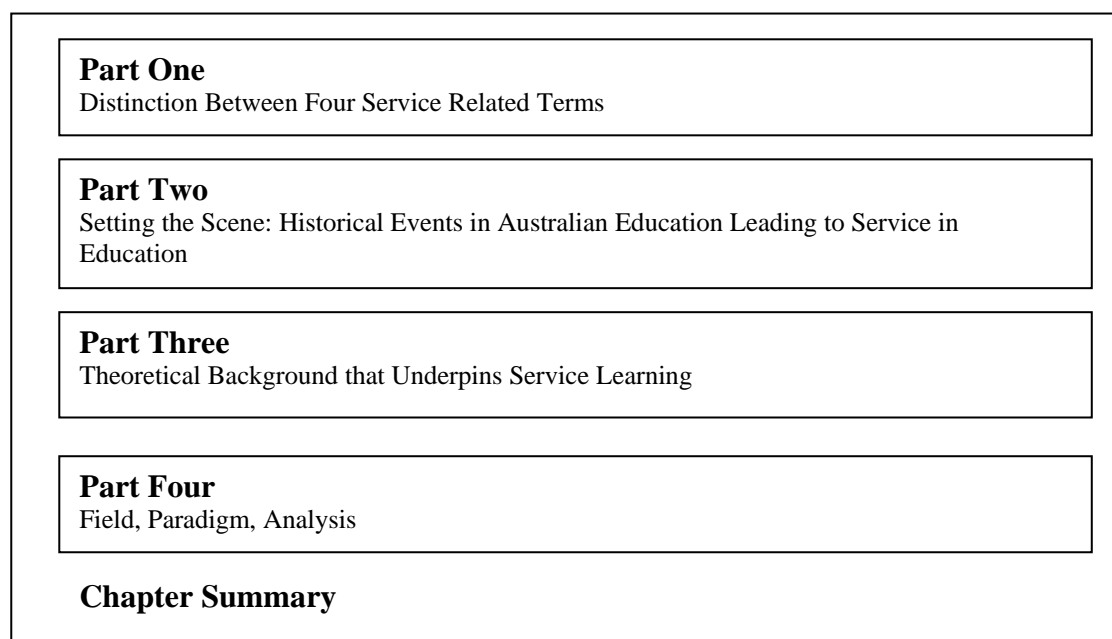 Part One
Distinction Between Four Service Related Terms
Part Two
Setting the Scene: Historical Events in Australian Education Leading to Service in
Education
Part Three
Theoretical Background that Underpins Service Learning
Part Four
Field, Paradigm, Analysis
Chapter Summary